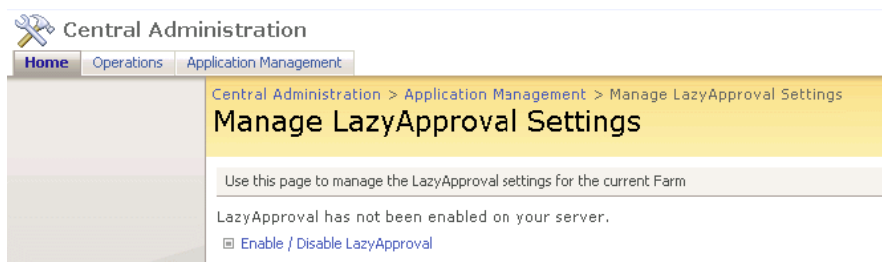 Central Administration
Home Operations Application Management
Central Administration > Application Management > Manage LazyApproval Settings
Manage LazyApproval Settings
Use this page to manage the LazyApproval settings for the current Farm
LazyApproval has not been enabled on your server.
Enable / Disable LazyApproval